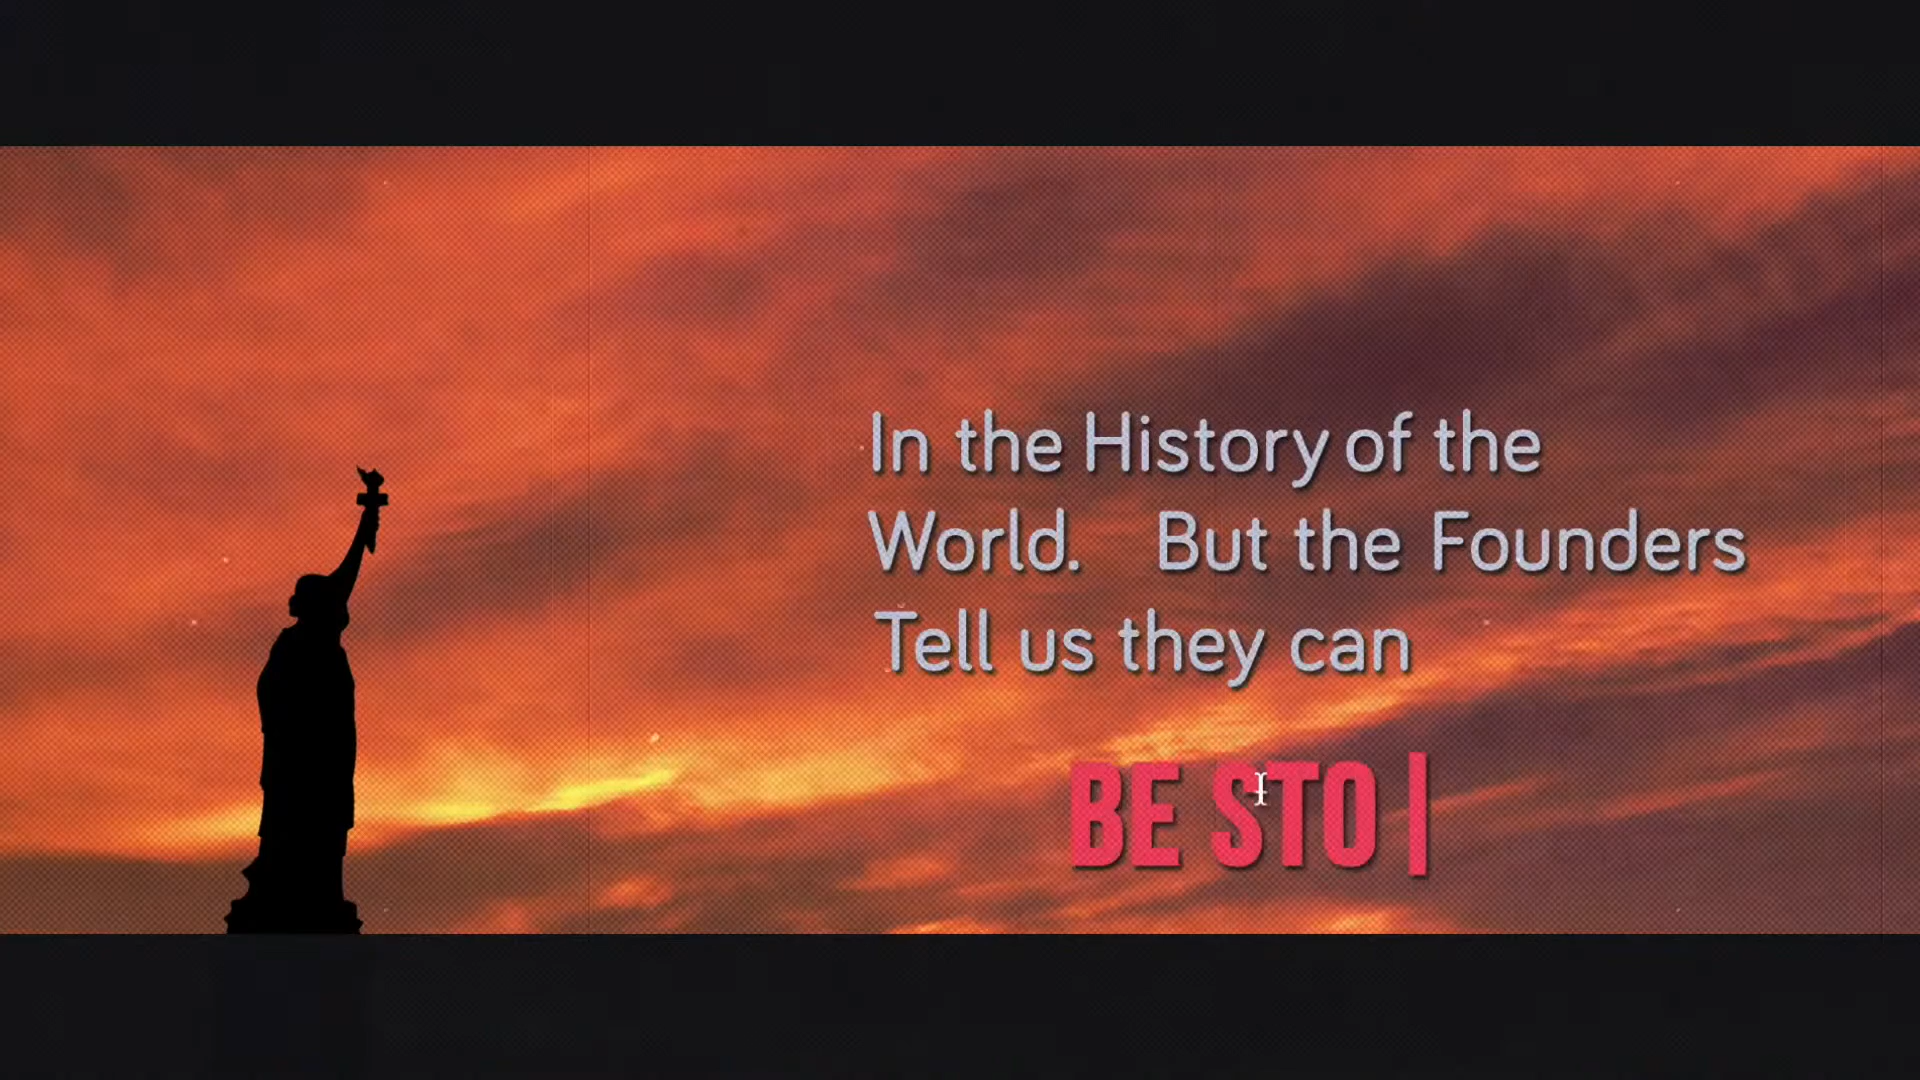 In the History of the
World. But the Founders
Tell us they can
BE STO|